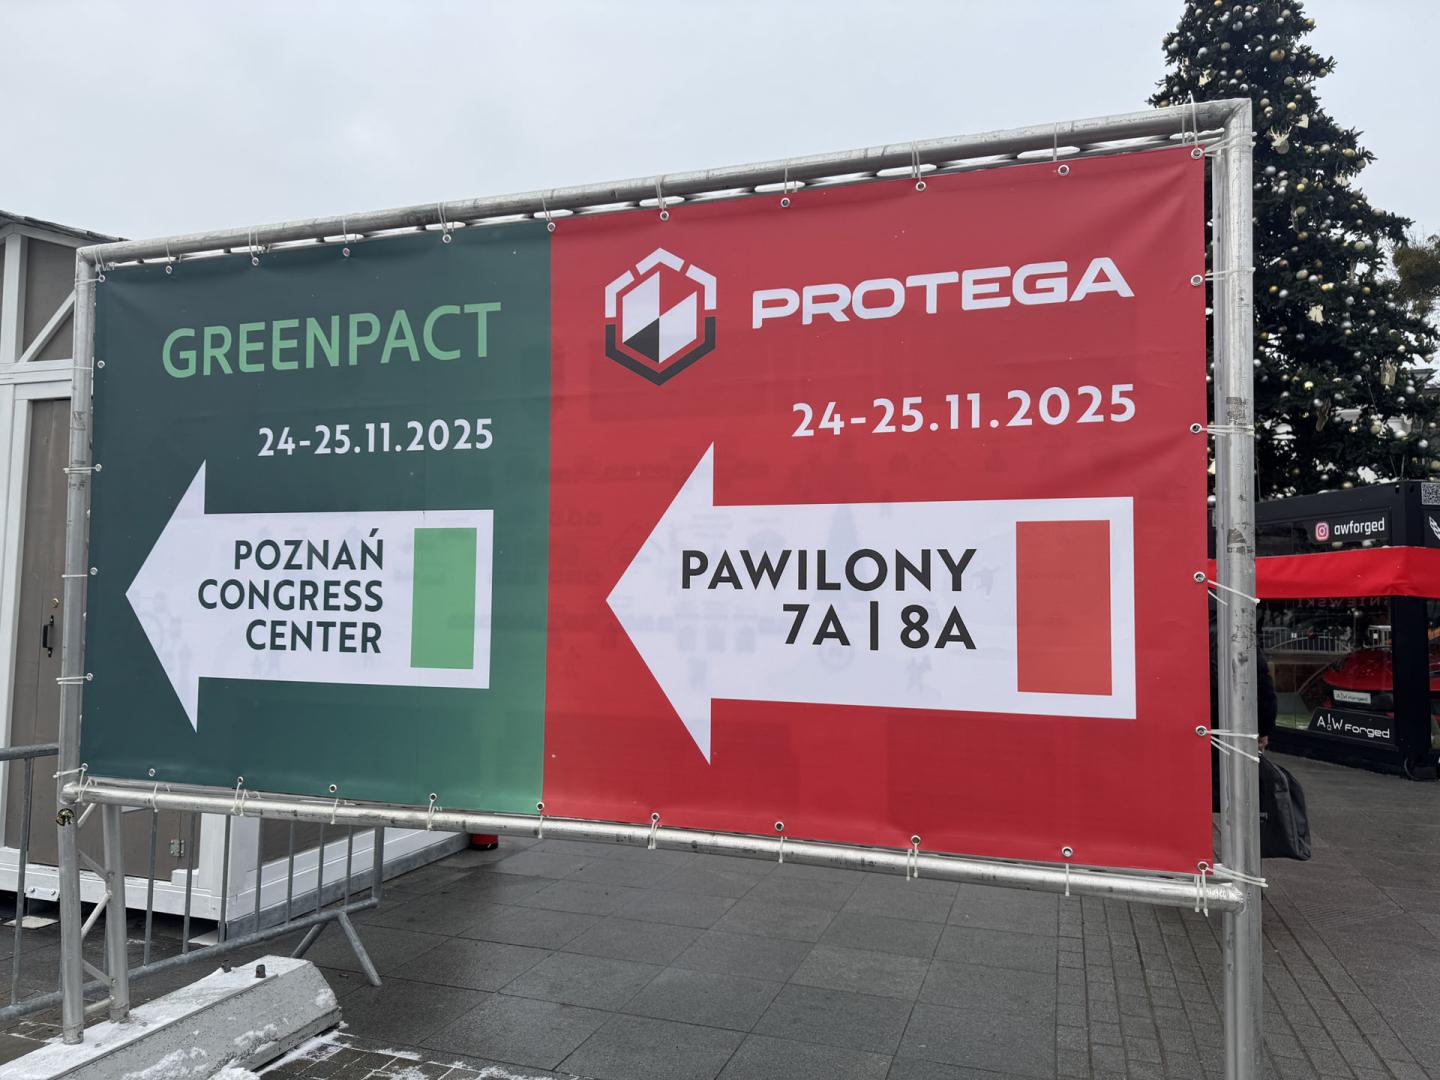 GREENPACT
24-25.11.2025
POZNAŃ
CONGRESS
CENTER
PROTEGA
24-25.11.2025
PAWILONY
7A | 8A
awforged
A!W forged